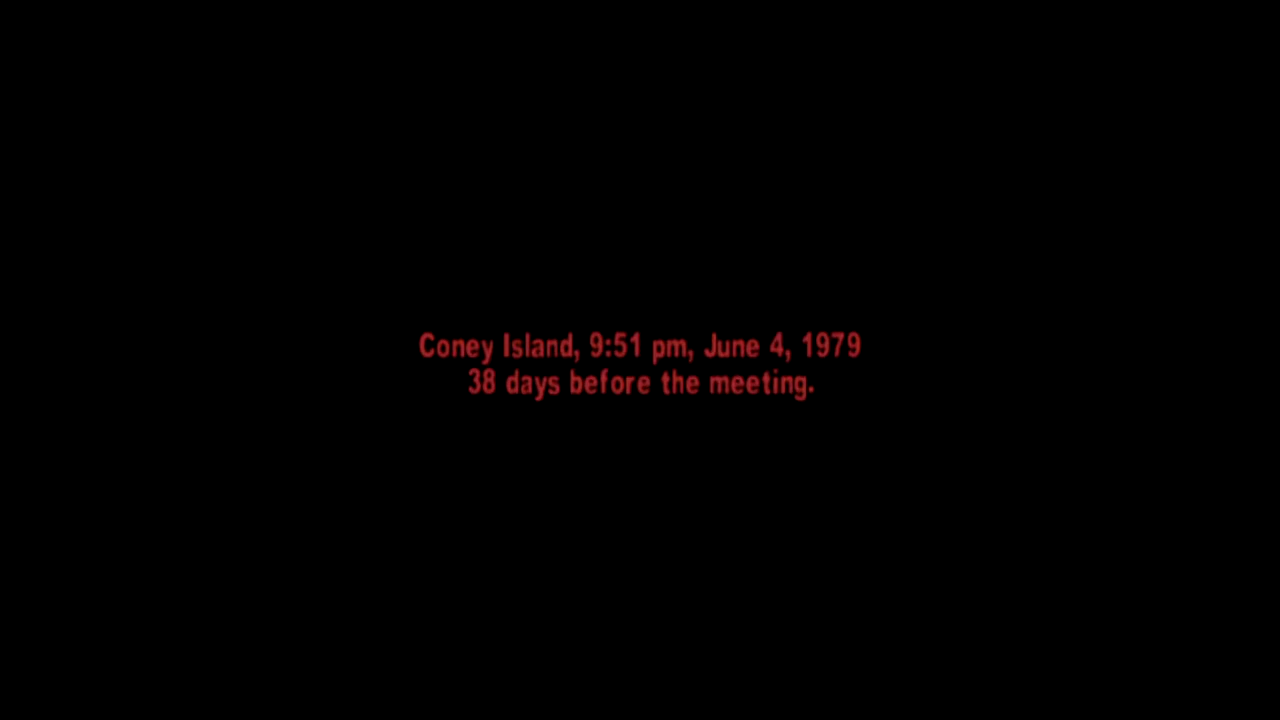 Coney Island, 9:51 pm, June 4, 1979
38 days before the meeting.